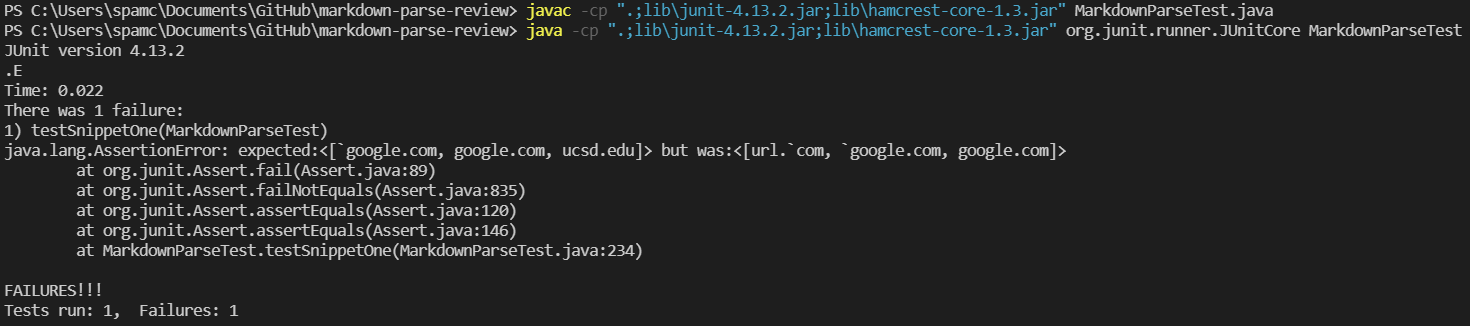 PS C:\Users\spamc\Documents\GitHub\markdown-parse-review> javac -cp ".;lib\junit-4.13.2.jar;lib\hamcrest-core-1.3.jar" MarkdownParseTest.java
PS C:\Users\spamc\Documents\GitHub\markdown-parse-review> java -cp ".;lib\junit-4.13.2.jar;lib\hamcrest-core-1.3.jar" org.junit.runner.JUnitCore MarkdownParseTest
JUnit version 4.13.2
.E
Time: 0.022
There was 1 failure:
1) testSnippetOne(MarkdownParseTest)
java.lang.AssertionError: expected:<[`google.com, google.com, ucsd.edu]> but was:<[url.`com, `google.com, google.com]>
        at org.junit.Assert.fail(Assert.java:89)
        at org.junit.Assert.failNotEquals(Assert.java:835)
        at org.junit.Assert.assertEquals(Assert.java:120)
        at org.junit.Assert.assertEquals(Assert.java:146)
        at MarkdownParseTest.testSnippetOne(MarkdownParseTest.java:234)

FAILURES!!!
Tests run: 1,  Failures: 1